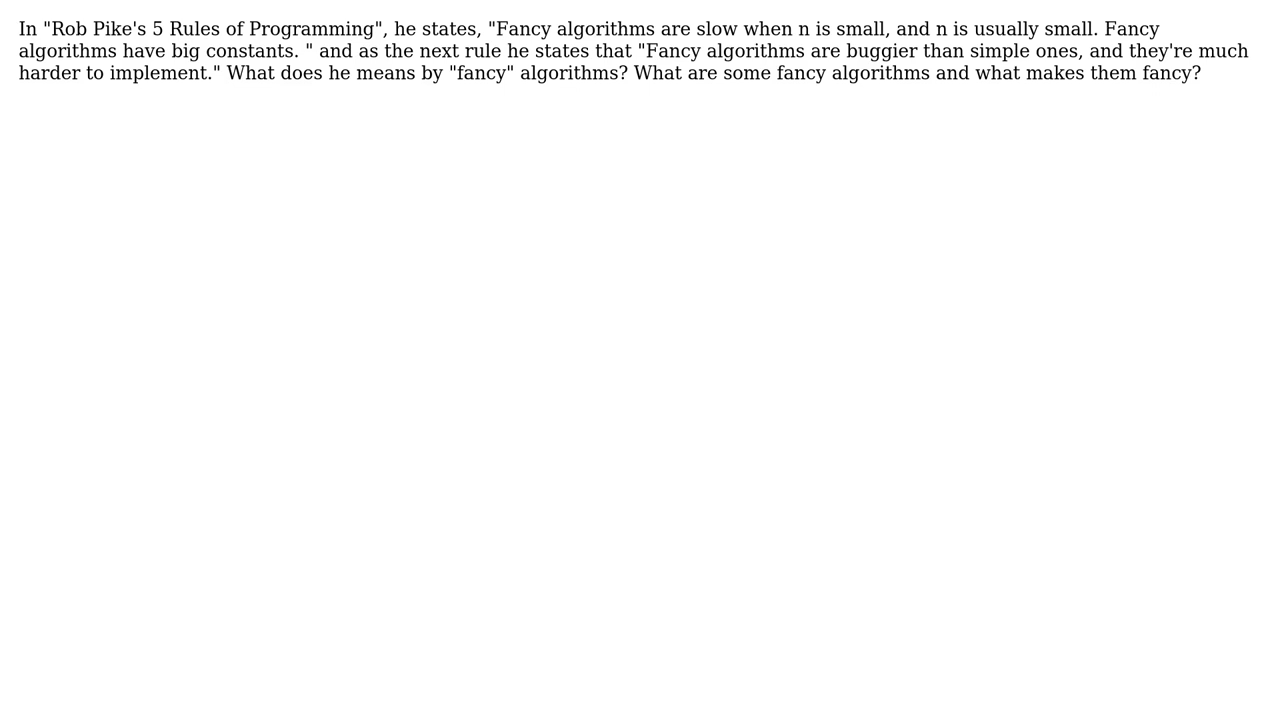 In "Rob Pike's 5 Rules of Programming", he states, "Fancy algorithms are slow when n is small, and n is usually small. Fancy
algorithms have big constants. " and as the next rule he states that "Fancy algorithms are buggier than simple ones, and they're much
harder to implement." What does he means by "fancy" algorithms? What are some fancy algorithms and what makes them fancy?